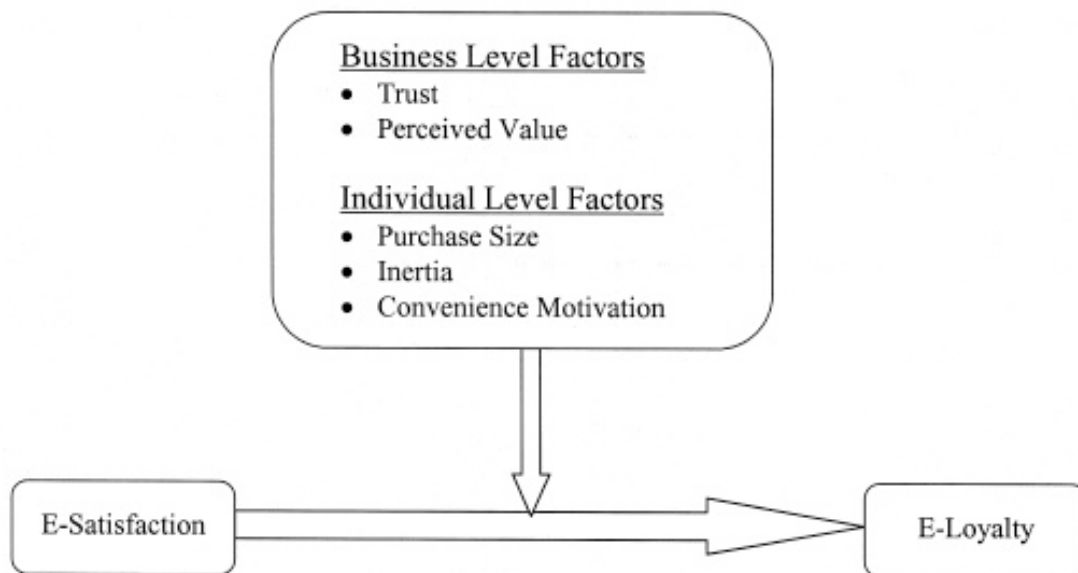 Business Level Factors
• Trust
• Perceived Value
Individual Level Factors
• Purchase Size
• Inertia
• Convenience Motivation
E-Satisfaction
E-Loyalty